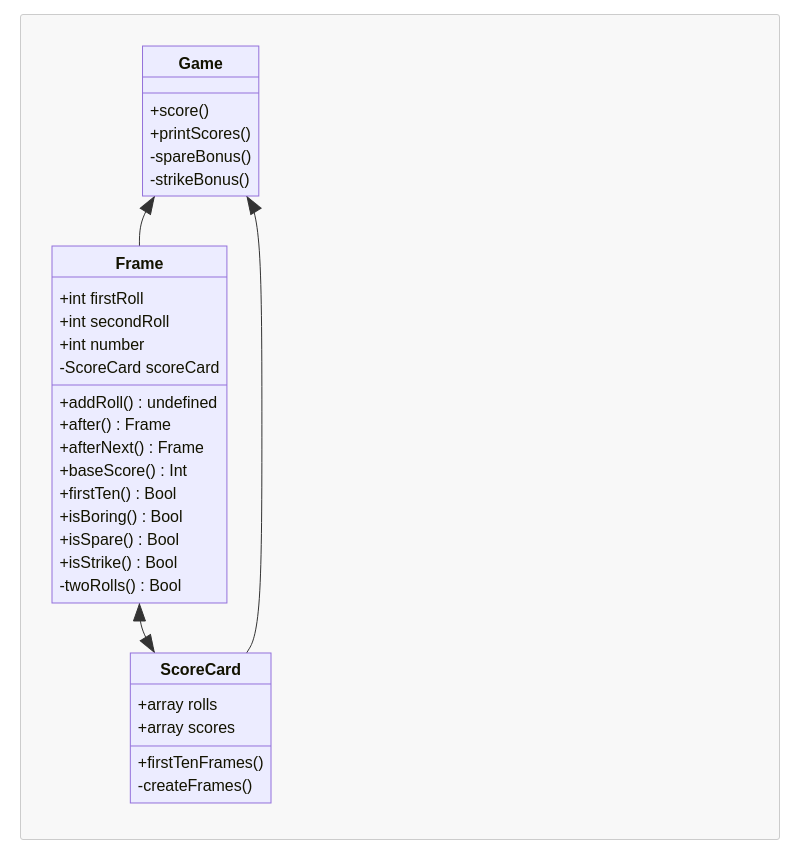 Game
+score()
+printScores()
-spareBonus()
-strikeBonus()
Frame
+int firstRoll
+int secondRoll
+int number
-ScoreCard scoreCard
+addRoll() : undefined
+after() : Frame
+afterNext() : Frame
+baseScore() : Int
+firstTen() : Bool
+isBoring() : Bool
+isSpare() : Bool
+isStrike() : Bool
-twoRolls() : Bool
ScoreCard
+array rolls
+array scores
+firstTenFrames()
-createFrames()